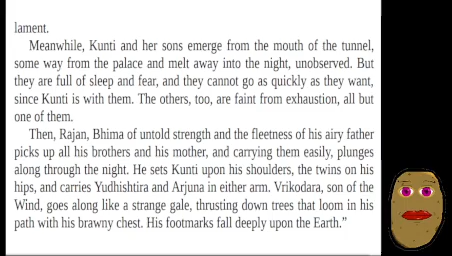 lament.
Meanwhile, Kunti and her sons emerge from the mouth of the tunnel,
some way from the palace and melt away into the night, unobserved. But
they are full of sleep and fear, and they cannot go as quickly as they want,
since Kunti is with them. The others, too, are faint from exhaustion, all but
one of them.
Then, Rajan, Bhima of untold strength and the fleetness of his airy father
picks up all his brothers and his mother, and carrying them easily, plunges
along through the night. He sets Kunti upon his shoulders, the twins on his
hips, and carries Yudhishtira and Arjuna in either arm. Vrikodara, son of the
Wind, goes along like a strange gale, thrusting down trees that loom in his
path with his brawny chest. His footmarks fall deeply upon the Earth.”